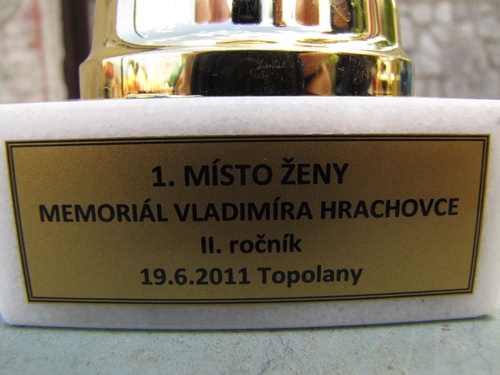 1. MÍSTO ŽENY
MEMORIÁL VLADIMÍRA HRACHOVCE
II. ročník
19.6.2011 Topolany